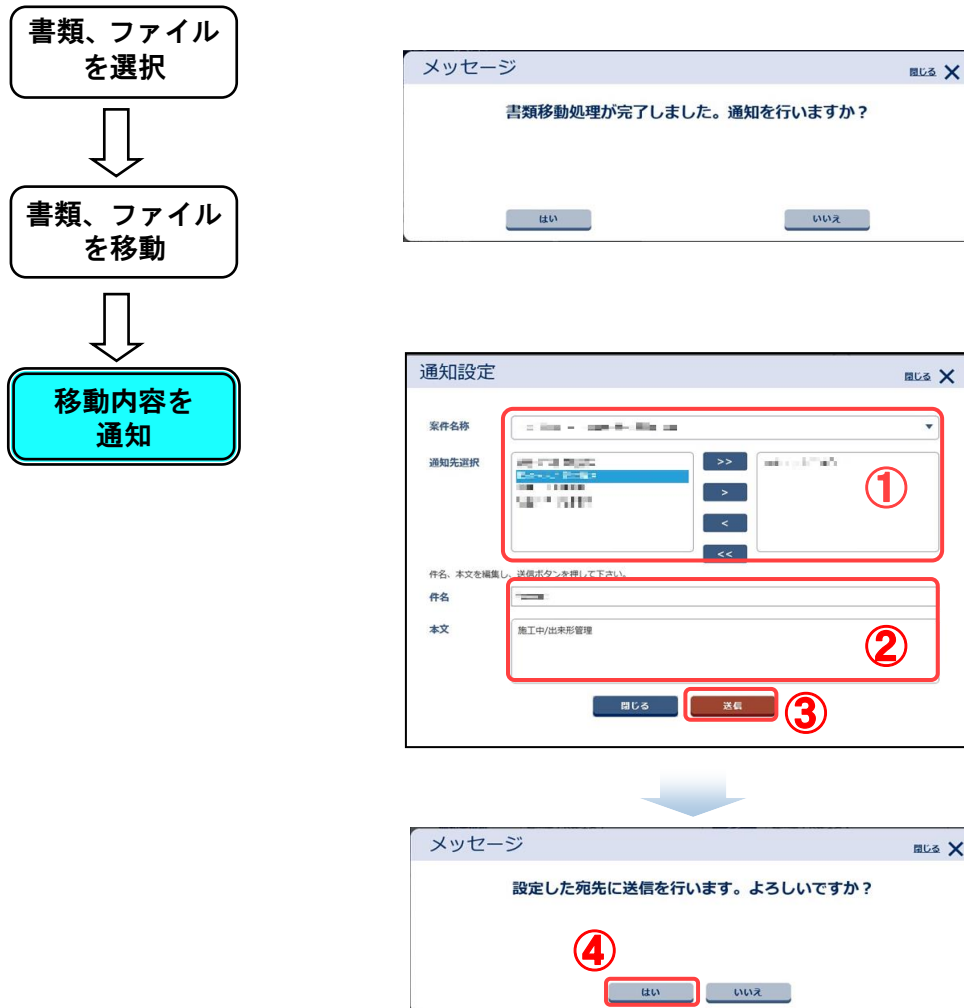 書類、ファイル
を選択
書類、ファイル
を移動
移動内容を
通知
メッセージ
閉じる ✕
書類移動処理が完了しました。通知を行いますか？
はい
いいえ
通知設定
閉じる ✕
案件名称
通知先選択
>>
>
<
<<
①
件名、本文を編集し、送信ボタンを押して下さい。
件名
本文
施工中/出来形管理
②
閉じる
送信
③
メッセージ
閉じる ✕
設定した宛先に送信を行います。よろしいですか？
④
はい
いいえ